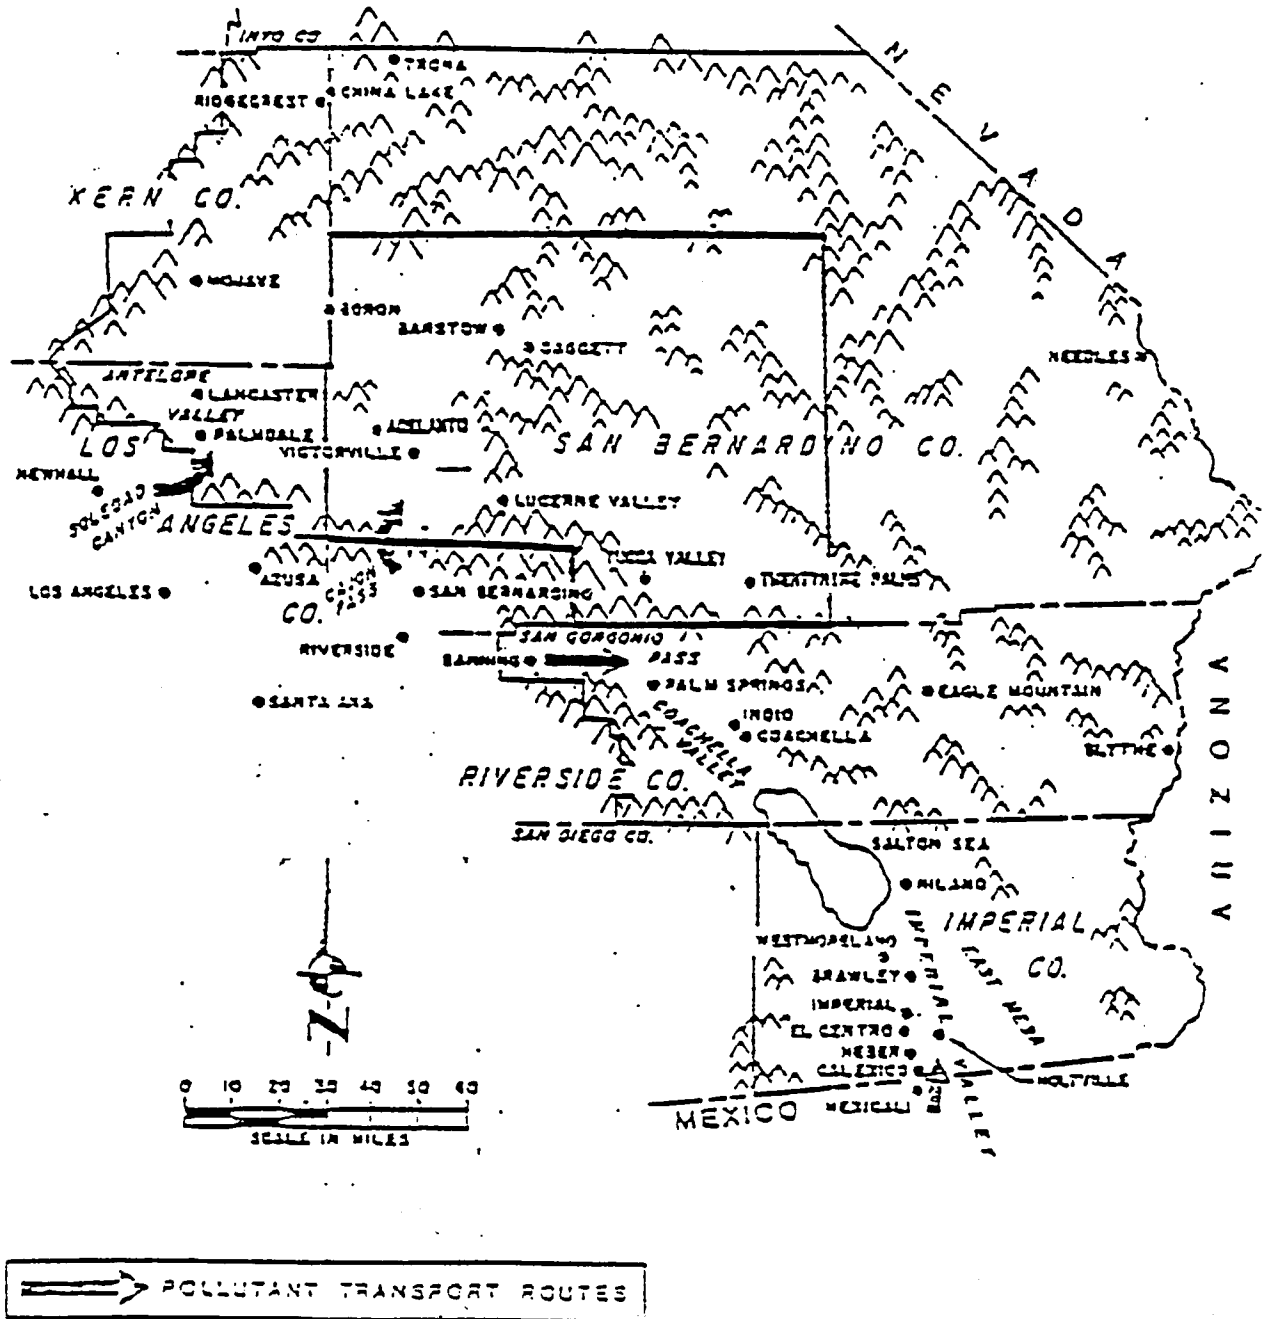 INYO CO
TRONA
CHINA LAKE
RIDGECREST
NEVADA
KERN CO.
MOJAVE
BORON
BARSTOW
DAGGETT
NEEDLES
ANTELOPE
VALLEY
LANCASTER
PALMDALE
ADELANTO
VICTORVILLE
LOS
ANGELES
CO.
SAN BERNARDINO CO.
NEWHALL
SOLEDAD
CANYON
LUCERNE VALLEY
YUCCA VALLEY
TWENTYNINE PALMS
AZUSA
CAJON
PASS
LOS ANGELES
SAN BERNARDINO
RIVERSIDE
SAN GORGONIO
PASS
BANNING
PALM SPRINGS
EAGLE MOUNTAIN
SANTA ANA
INDIO
COACHELLA
COACHELLA
VALLEY
BLYTHE
ARIZONA
RIVERSIDE CO.
SAN DIEGO CO.
SALTON SEA
NILAND
IMPERIAL
CO.
WESTMORELAND
BRAWLEY
IMPERIAL
EL CENTRO
HEBER
CALEXICO
MEXICALI
IMPERIAL VALLEY
EAST MESA
HOLTVILLE
MEXICO
N
0 10 20 30 40 50 60
SCALE IN MILES
POLLUTANT TRANSPORT ROUTES